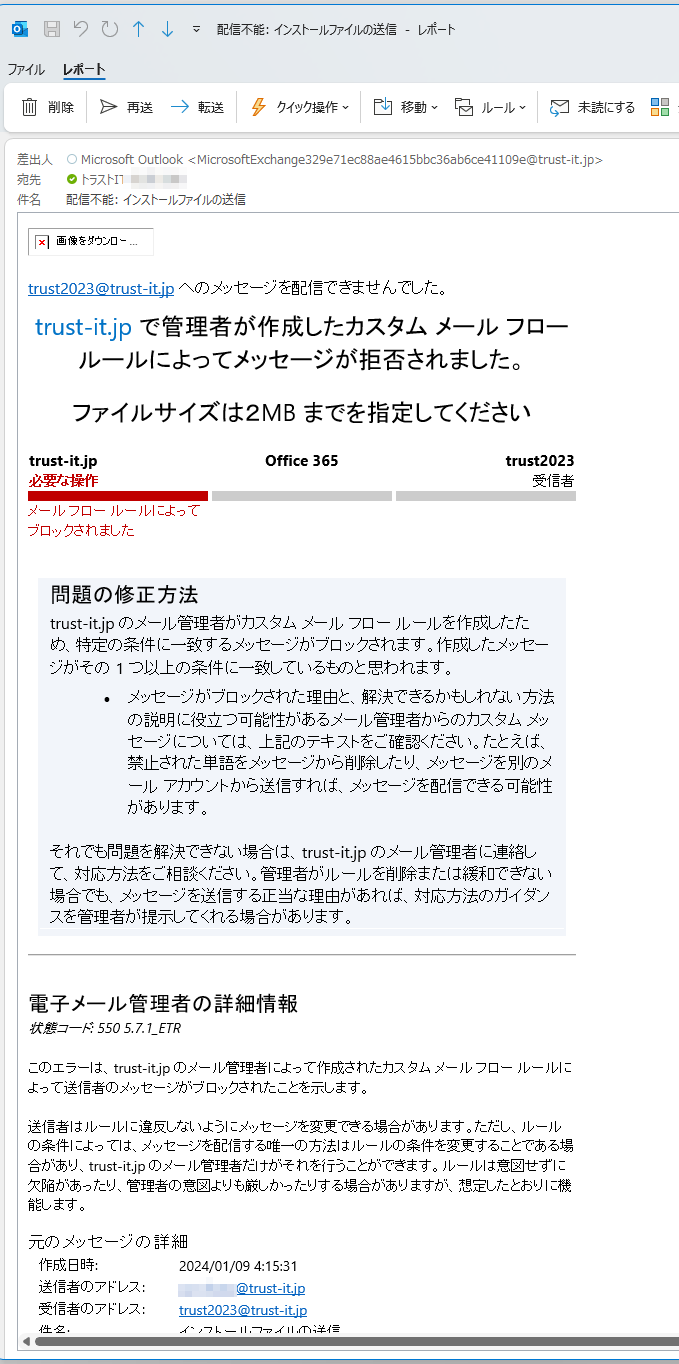 配信不能: インストールファイルの送信 - レポート
ファイル レポート
削除 再送 転送 クイック操作 移動 ルール 未読にする
差出人 Microsoft Outlook <MicrosoftExchange329e71ec88ae4615bbc36ab6ce41109e@trust-it.jp>
宛先 トラストIT
件名 配信不能: インストールファイルの送信
画像をダウンロー...
trust2023@trust-it.jp へのメッセージを配信できませんでした。
trust-it.jp で管理者が作成したカスタム メール フロー
ルールによってメッセージが拒否されました。
ファイルサイズは２MB までを指定してください
trust-it.jp Office 365 trust2023
必要な操作 受信者
メール フロー ルールによって
ブロックされました
問題の修正方法
trust-it.jp のメール管理者がカスタム メール フロー ルールを作成したた
め、特定の条件に一致するメッセージがブロックされます。作成したメッセー
ジがその 1 つ以上の条件に一致しているものと思われます。
• メッセージがブロックされた理由と、解決できるかもしれない方法
の説明に役立つ可能性があるメール管理者からのカスタム メッ
セージについては、上記のテキストをご確認ください。たとえば、
禁止された単語をメッセージから削除したり、メッセージを別のメ
ール アカウントから送信すれば、メッセージを配信できる可能性
があります。
それでも問題を解決できない場合は、trust-it.jp のメール管理者に連絡し
て、対応方法をご相談ください。管理者がルールを削除または緩和できない
場合でも、メッセージを送信する正当な理由があれば、対応方法のガイダン
スを管理者が提示してくれる場合があります。
電子メール管理者の詳細情報
状態コード: 550 5.7.1_ETR
このエラーは、trust-it.jp のメール管理者によって作成されたカスタム メール フロー ルールに
よって送信者のメッセージがブロックされたことを示します。
送信者はルールに違反しないようにメッセージを変更できる場合があります。ただし、ルール
の条件によっては、メッセージを配信する唯一の方法はルールの条件を変更することである場
合があり、trust-it.jp のメール管理者だけがそれを行うことができます。ルールは意図せずに
欠陥があったり、管理者の意図よりも厳しかったりする場合がありますが、想定したとおりに機
能します。
元のメッセージの詳細
作成日時: 2024/01/09 4:15:31
送信者のアドレス: @trust-it.jp
受信者のアドレス: trust2023@trust-it.jp
件名: インストールファイルの送信